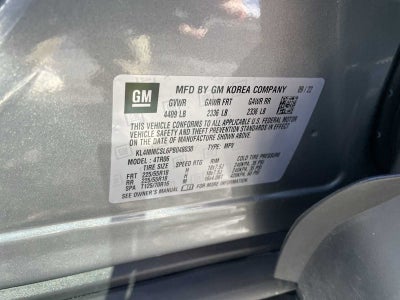 GM
MFD BY GM KOREA COMPANY 09/22
GVWR GAWR FRT GAWR RR
4409 LB 2336 LB 2336 LB
THIS VEHICLE CONFORMS TO ALL APPLICABLE U.S. FEDERAL MOTOR
VEHICLE SAFETY AND THEFT PREVENTION STANDARDS IN EFFECT
ON THE DATE OF MANUFACTURE SHOWN ABOVE.
TYPE: MPV
MODEL: 4TR06
TIRE SIZE SPEED RTG RIM COLD TIRE PRESSURE
FRT 225/55R18 H
RR 225/55R18 H
SPA T125/70R16 M
SEE OWNER'S MANUAL